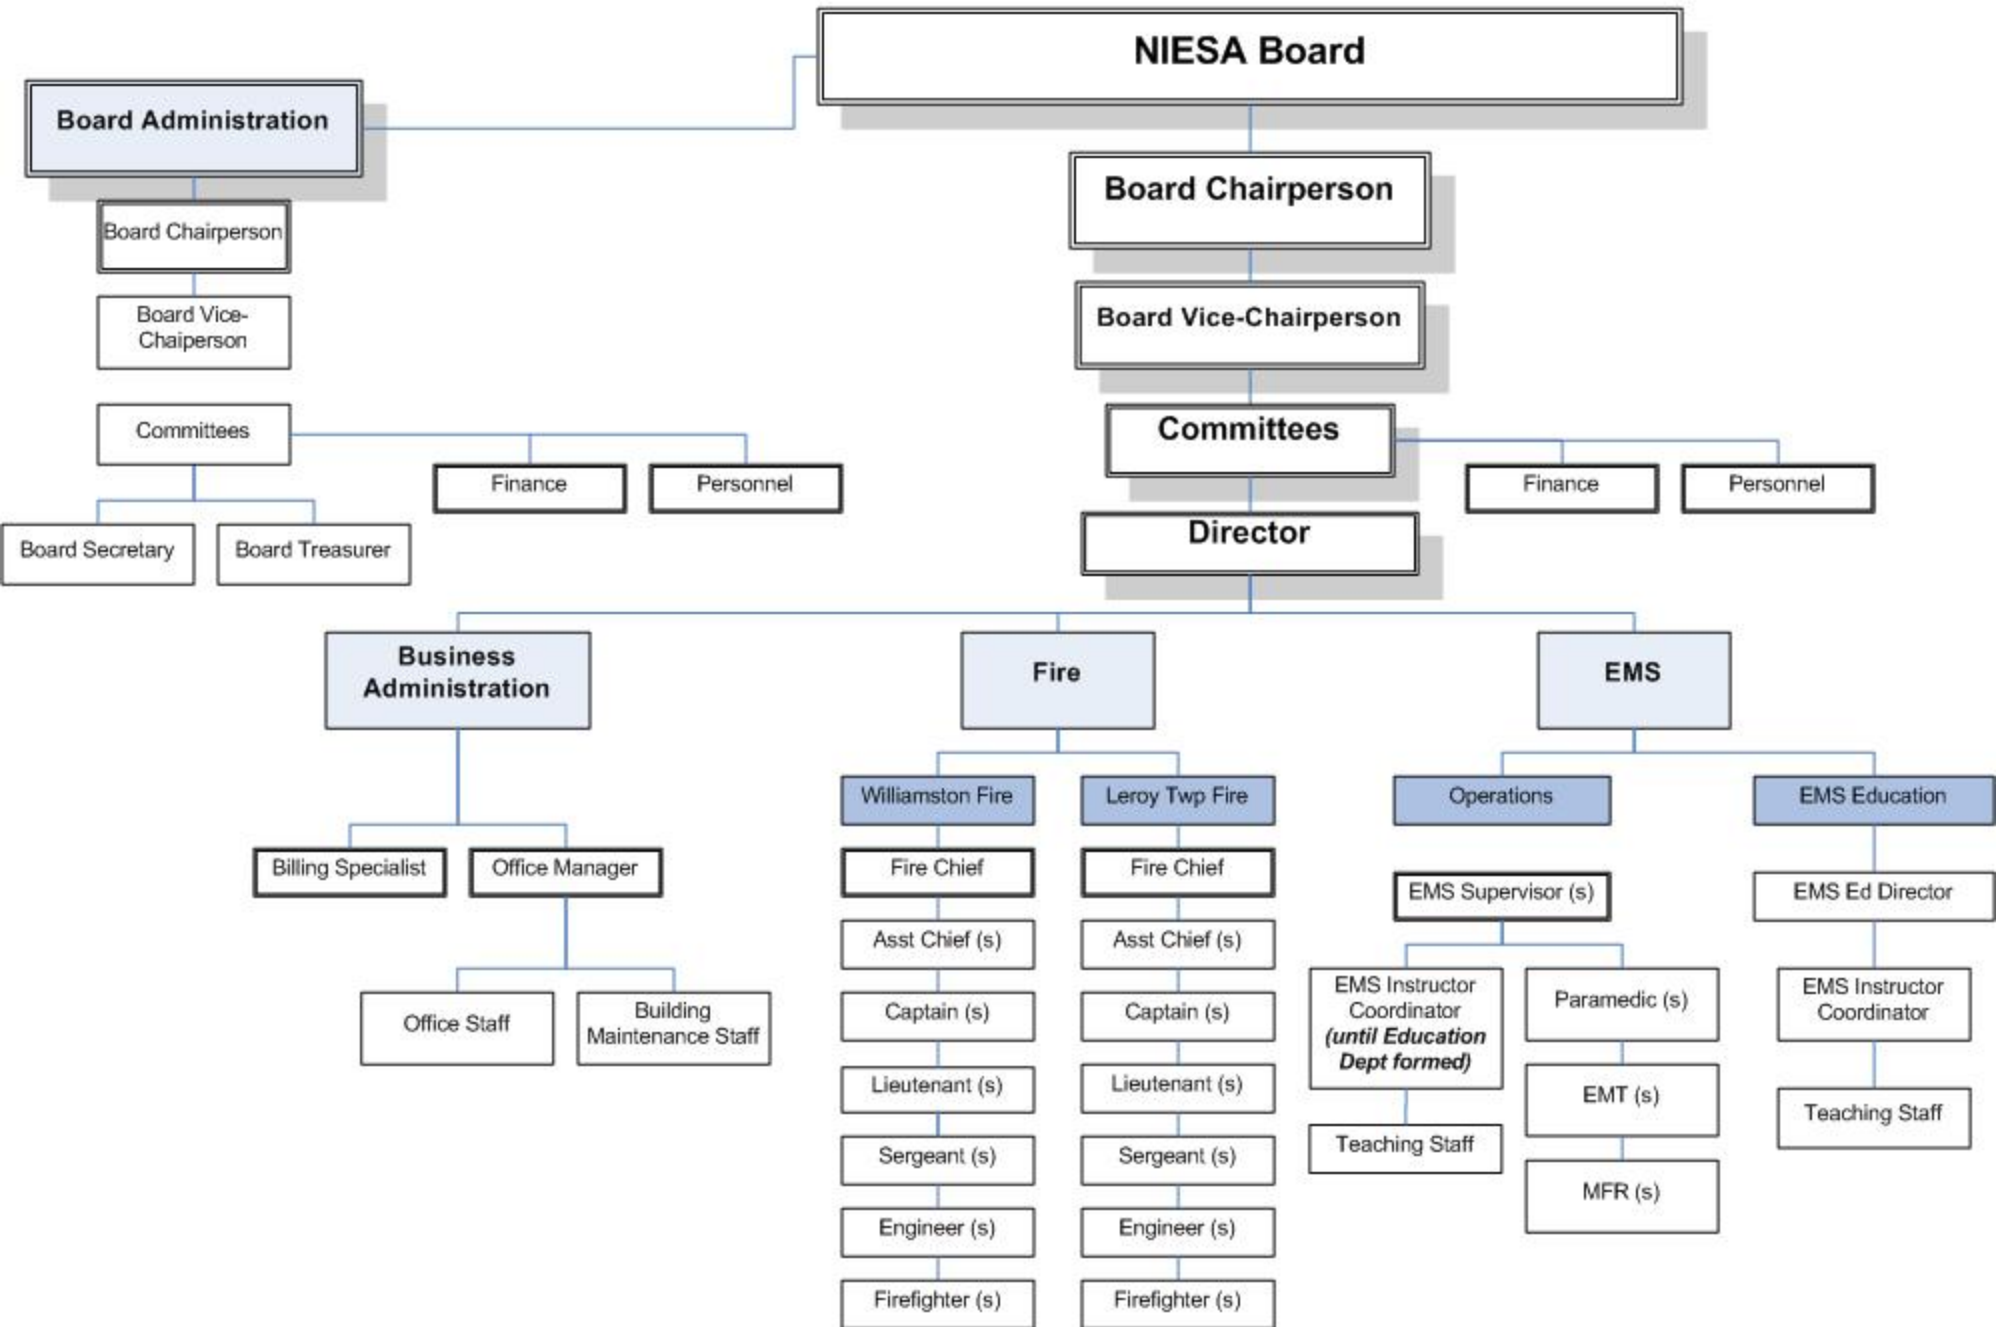 NIESA Board
Board Administration
Board Chairperson
Board Chairperson
Board Vice-
Chaiperson
Board Vice-Chairperson
Committees
Finance
Personnel
Committees
Finance
Personnel
Board Secretary
Board Treasurer
Director
Business
Administration
Fire
EMS
Williamston Fire
Leroy Twp Fire
Operations
EMS Education
Billing Specialist
Office Manager
Fire Chief
Fire Chief
EMS Supervisor (s)
EMS Ed Director
Asst Chief (s)
Asst Chief (s)
Office Staff
Building
Maintenance Staff
Captain (s)
Captain (s)
EMS Instructor
Coordinator
(until Education
Dept formed)
Paramedic (s)
EMS Instructor
Coordinator
Lieutenant (s)
Lieutenant (s)
EMT (s)
Teaching Staff
Sergeant (s)
Sergeant (s)
Teaching Staff
MFR (s)
Engineer (s)
Engineer (s)
Firefighter (s)
Firefighter (s)